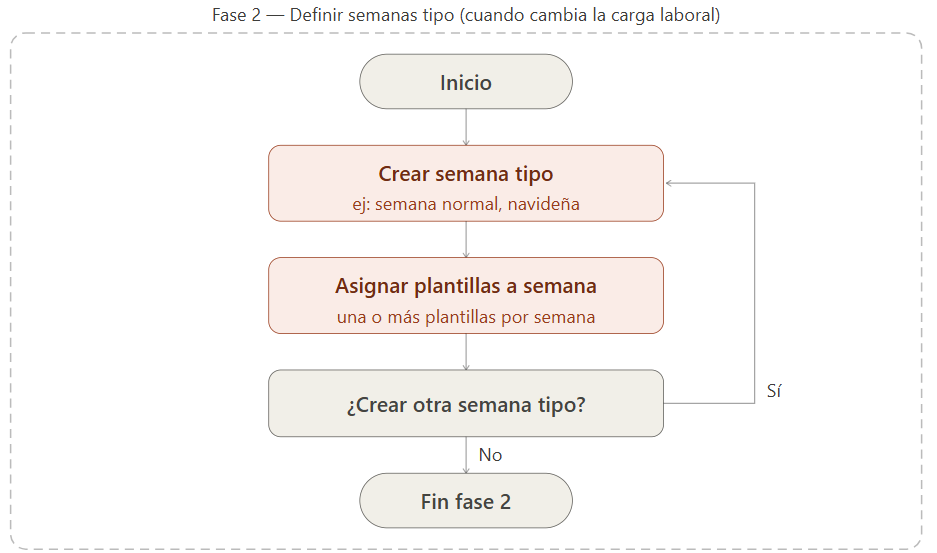 Fase 2 — Definir semanas tipo (cuando cambia la carga laboral)
Inicio
Crear semana tipo
ej: semana normal, navideña
Asignar plantillas a semana
una o más plantillas por semana
¿Crear otra semana tipo?
Sí
No
Fin fase 2